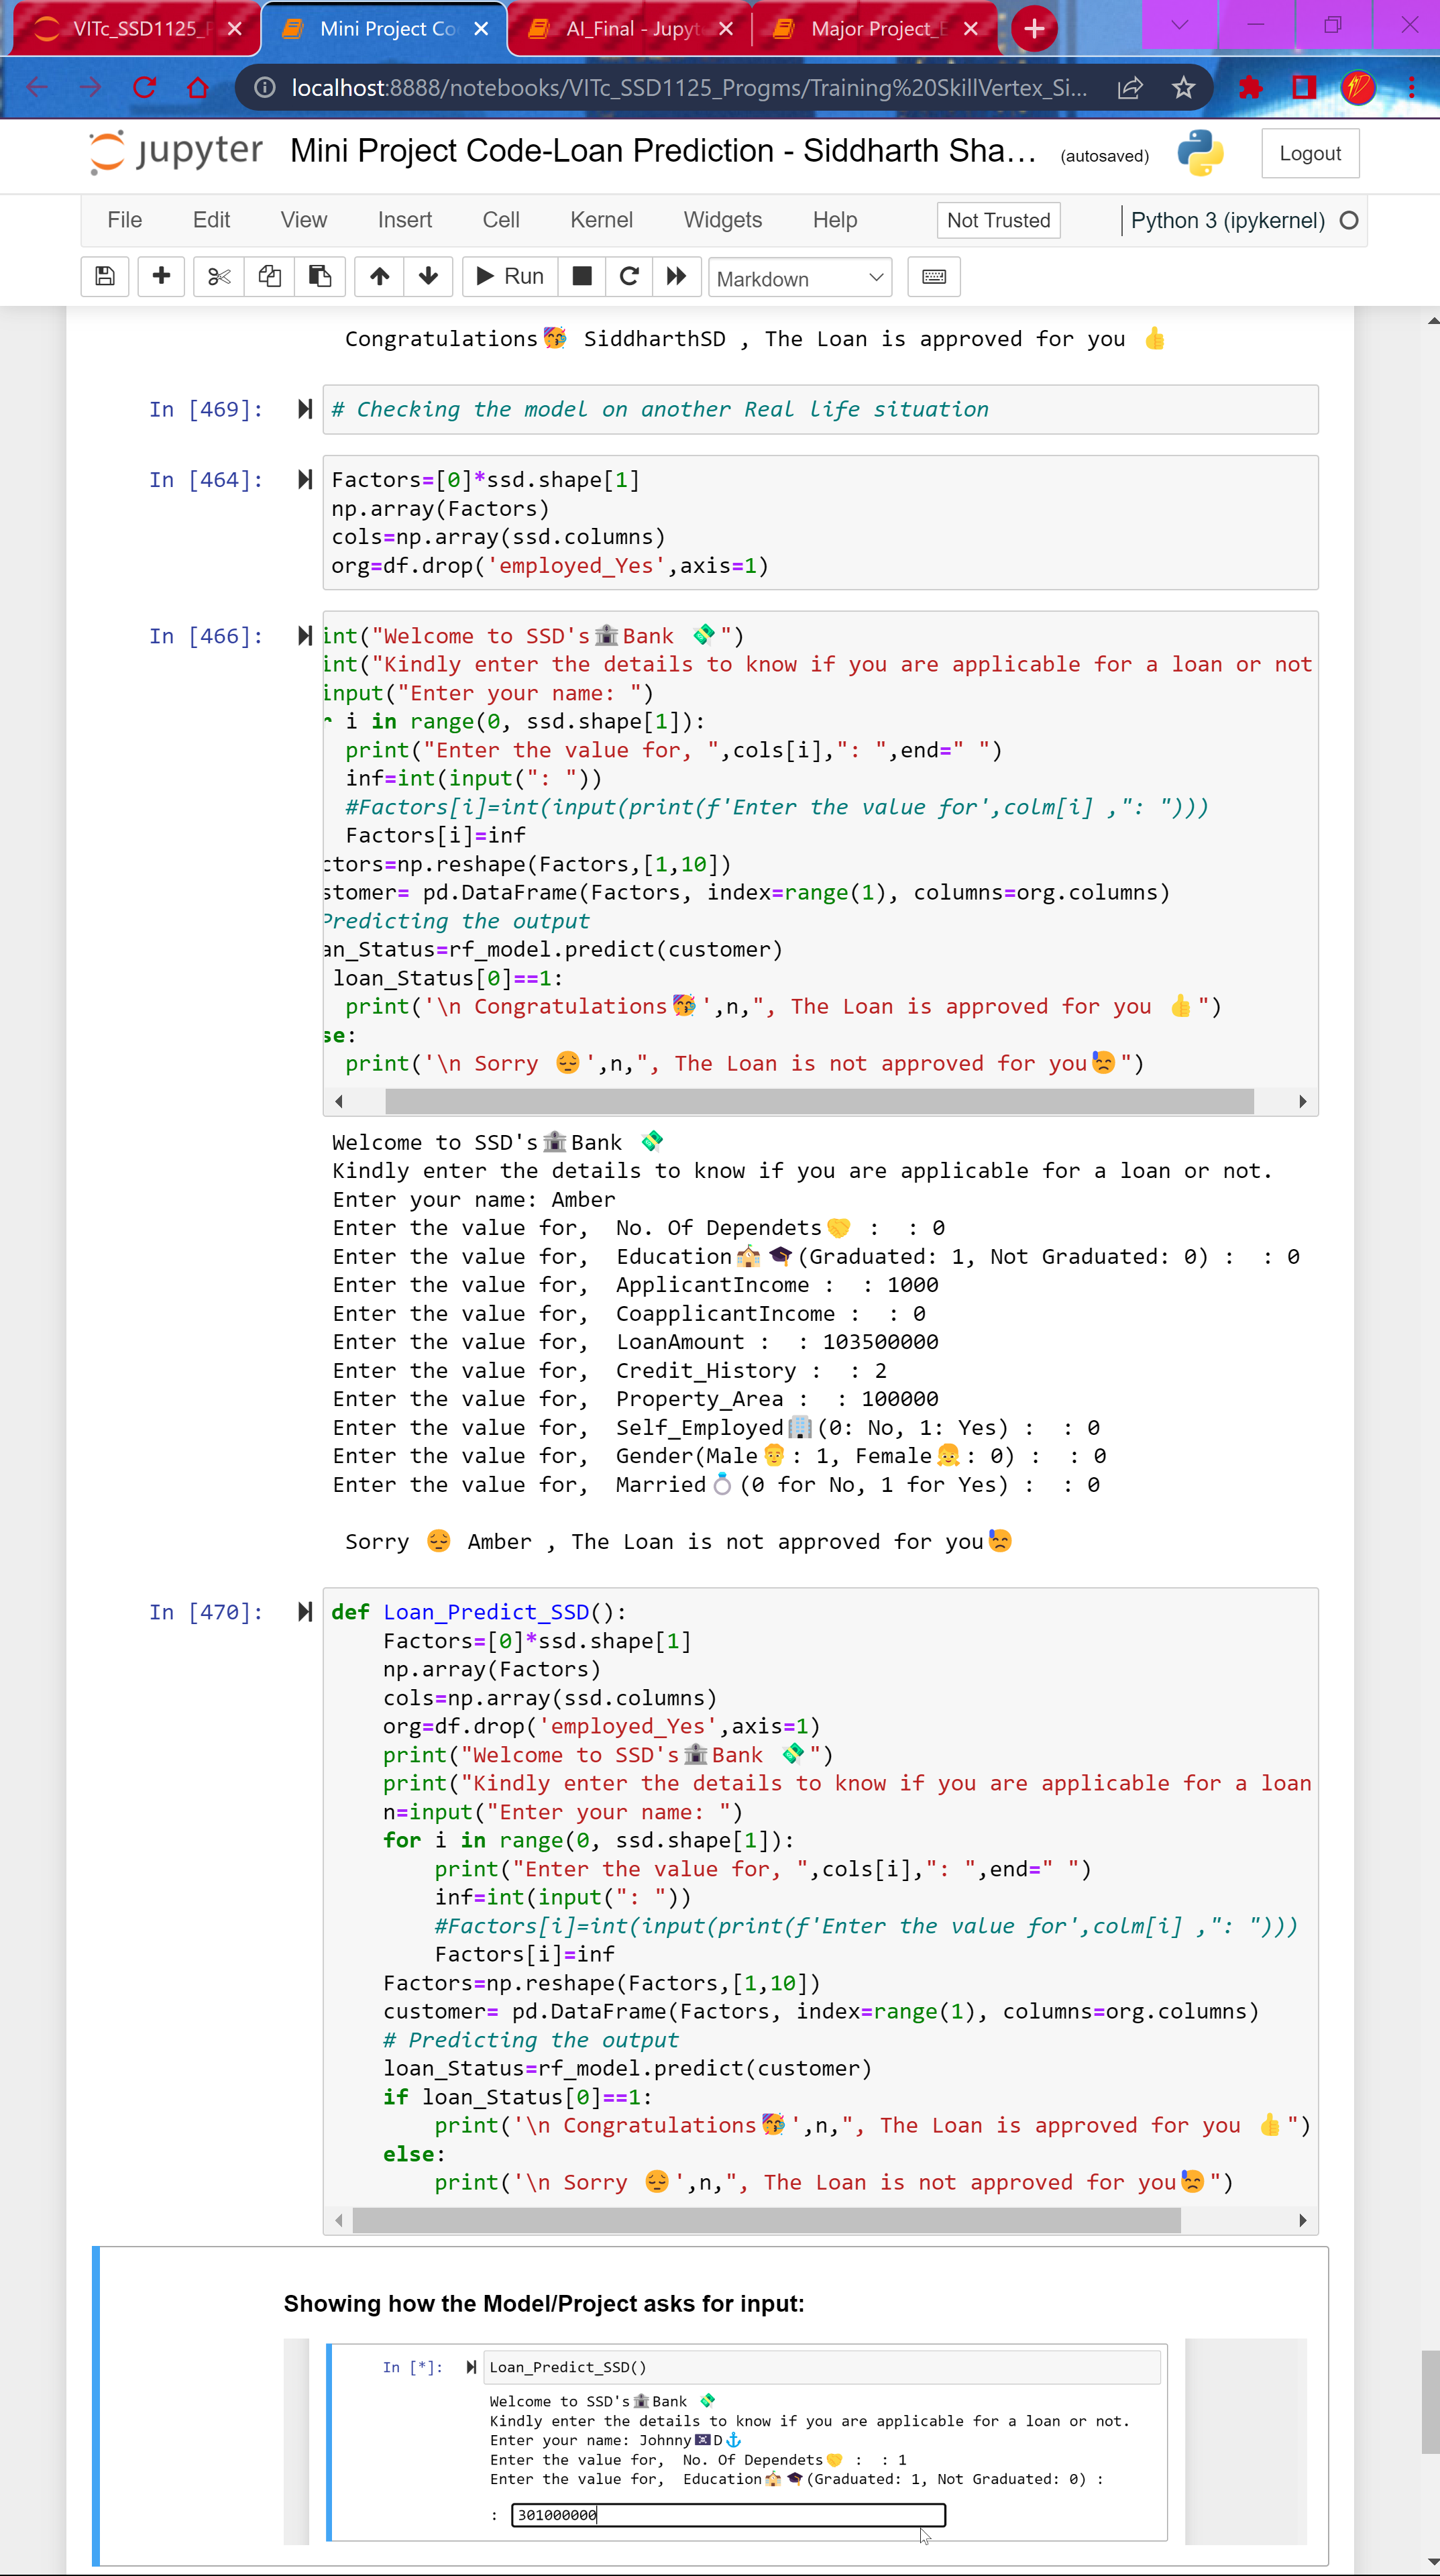 VITc_SSD1125_P
Mini Project Co
AI_Final - Jupyt
Major Project_E
localhost:8888/notebooks/VITc_SSD1125_Progms/Training%20SkillVertex_Si...
jupyter Mini Project Code-Loan Prediction - Siddharth Sha... (autosaved) Logout
File Edit View Insert Cell Kernel Widgets Help Not Trusted Python 3 (ipykernel)
Run Markdown
Congratulations🥳 SiddharthSD , The Loan is approved for you 👍
In [469]: # Checking the model on another Real life situation
In [464]: Factors=[0]*ssd.shape[1]
np.array(Factors)
cols=np.array(ssd.columns)
org=df.drop('employed_Yes',axis=1)
In [466]: int("Welcome to SSD's🏦Bank 💸")
int("Kindly enter the details to know if you are applicable for a loan or not
input("Enter your name: ")
r i in range(0, ssd.shape[1]):
print("Enter the value for, ",cols[i],": ",end=" ")
inf=int(input(": "))
#Factors[i]=int(input(print(f'Enter the value for',colm[i] ,": ")))
Factors[i]=inf
ctors=np.reshape(Factors,[1,10])
stomer= pd.DataFrame(Factors, index=range(1), columns=org.columns)
Predicting the output
an_Status=rf_model.predict(customer)
loan_Status[0]==1:
print('\n Congratulations🥳',n,", The Loan is approved for you 👍")
se:
print('\n Sorry 😔',n,", The Loan is not approved for you😓")
Welcome to SSD's🏦Bank 💸
Kindly enter the details to know if you are applicable for a loan or not.
Enter your name: Amber
Enter the value for,  No. Of Dependets🤝 :  : 0
Enter the value for,  Education🏫🎓(Graduated: 1, Not Graduated: 0) :  : 0
Enter the value for,  ApplicantIncome :  : 1000
Enter the value for,  CoapplicantIncome :  : 0
Enter the value for,  LoanAmount :  : 103500000
Enter the value for,  Credit_History :  : 2
Enter the value for,  Property_Area :  : 100000
Enter the value for,  Self_Employed🏢(0: No, 1: Yes) :  : 0
Enter the value for,  Gender(Male👨: 1, Female👧: 0) :  : 0
Enter the value for,  Married💍(0 for No, 1 for Yes) :  : 0
Sorry 😔 Amber , The Loan is not approved for you😓
In [470]: def Loan_Predict_SSD():
Factors=[0]*ssd.shape[1]
np.array(Factors)
cols=np.array(ssd.columns)
org=df.drop('employed_Yes',axis=1)
print("Welcome to SSD's🏦Bank 💸")
print("Kindly enter the details to know if you are applicable for a loan
n=input("Enter your name: ")
for i in range(0, ssd.shape[1]):
print("Enter the value for, ",cols[i],": ",end=" ")
inf=int(input(": "))
#Factors[i]=int(input(print(f'Enter the value for',colm[i] ,": ")))
Factors[i]=inf
Factors=np.reshape(Factors,[1,10])
customer= pd.DataFrame(Factors, index=range(1), columns=org.columns)
# Predicting the output
loan_Status=rf_model.predict(customer)
if loan_Status[0]==1:
print('\n Congratulations🥳',n,", The Loan is approved for you 👍")
else:
print('\n Sorry 😔',n,", The Loan is not approved for you😓")
Showing how the Model/Project asks for input:
In [*]: Loan_Predict_SSD()
Welcome to SSD's🏦Bank 💸
Kindly enter the details to know if you are applicable for a loan or not.
Enter your name: Johnny🏴‍☠️D⚓
Enter the value for,  No. Of Dependets🤝 :  : 1
Enter the value for,  Education🏫🎓(Graduated: 1, Not Graduated: 0) :
: 301000000